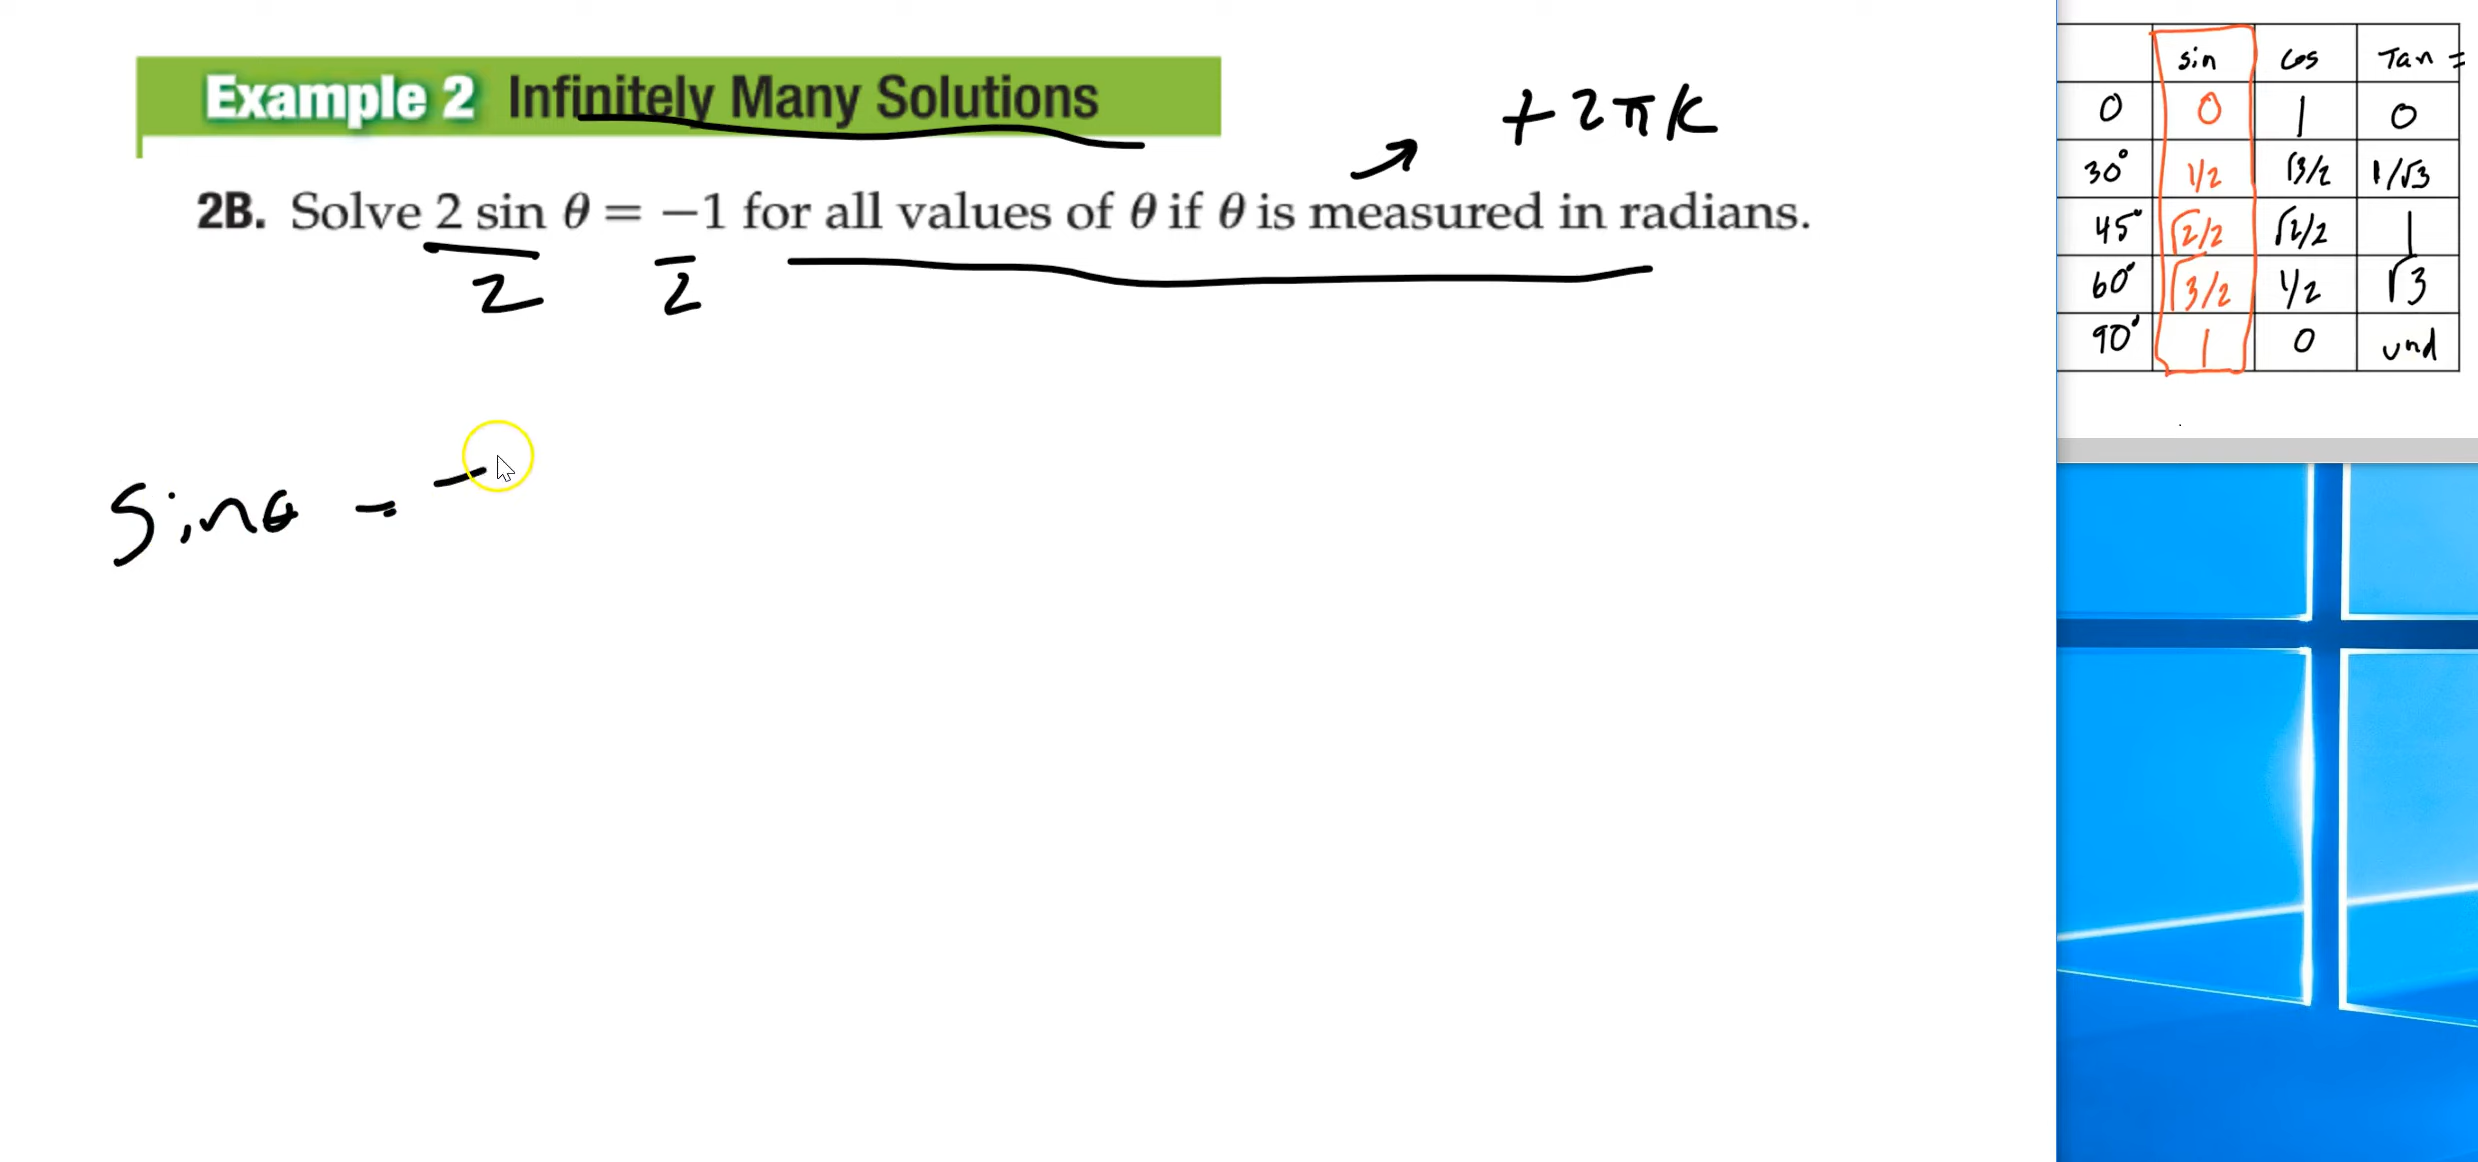 Example 2 Infinitely Many Solutions
+2πk
2B. Solve 2 sin θ = −1 for all values of θ if θ is measured in radians.
2 2
sinθ = −
sin cos Tan =
0 0 1 0
30° 1/2 √3/2 1/√3
45° √2/2 √2/2 1
60° √3/2 1/2 √3
90° 1 0 und